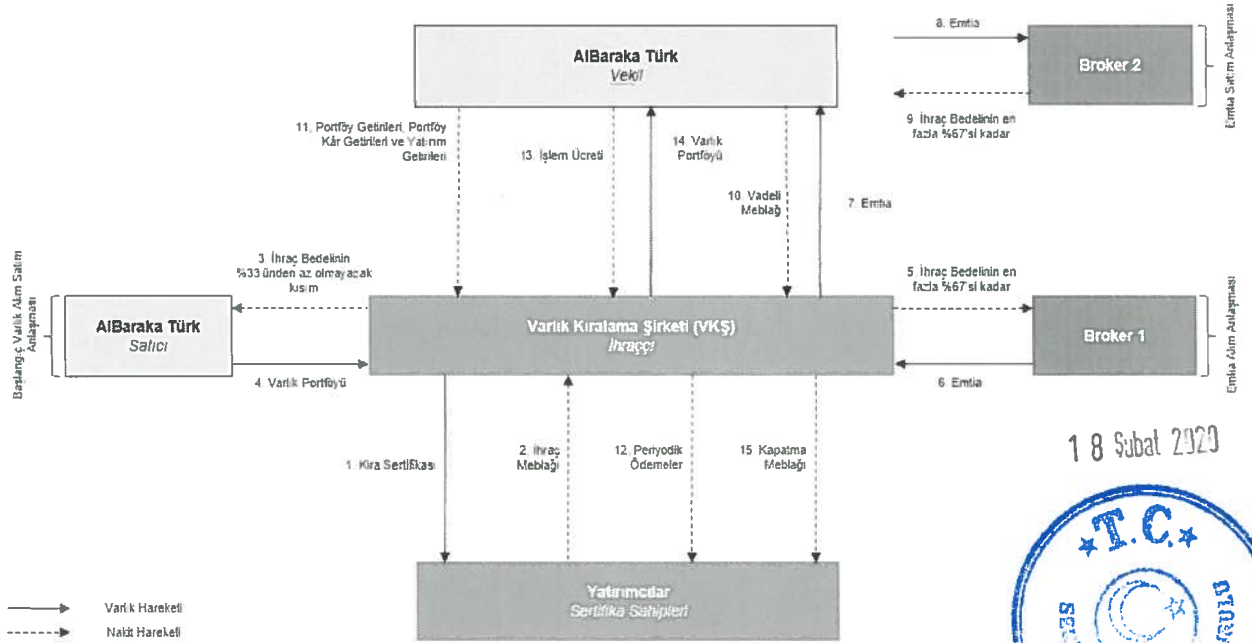 8. Emtia
AlBaraka Türk
Vekil
Broker 2
Emtia Satım Anlaşması
9. İhraç Bedelinin en
fazla %67'si kadar
11. Portföy Getirileri, Portföy
Kâr Getirileri ve Yatırım
Getirileri
13. İşlem Ücreti
14. Varlık
Portföyü
10. Vadeli
Meblağ
7. Emtia
3. İhraç Bedelinin
%33'ünden az olmayacak
kısım
5. İhraç Bedelinin en
fazla %67'si kadar
Başlangıç Varlık Alım Satım
Anlaşması
AlBaraka Türk
Satıcı
Varlık Kiralama Şirketi (VKŞ)
İhraççı
Broker 1
Emtia Alım Anlaşması
4. Varlık Portföyü
6. Emtia
18 Şubat 2020
1. Kira Sertifikası
2. İhraç
Meblağı
12. Periyodik
Ödemeler
15. Kapatma
Meblağı
T.C.
Yatırımcılar
Sertifika Sahipleri
Varlık Hareketi
Nakit Hareketi